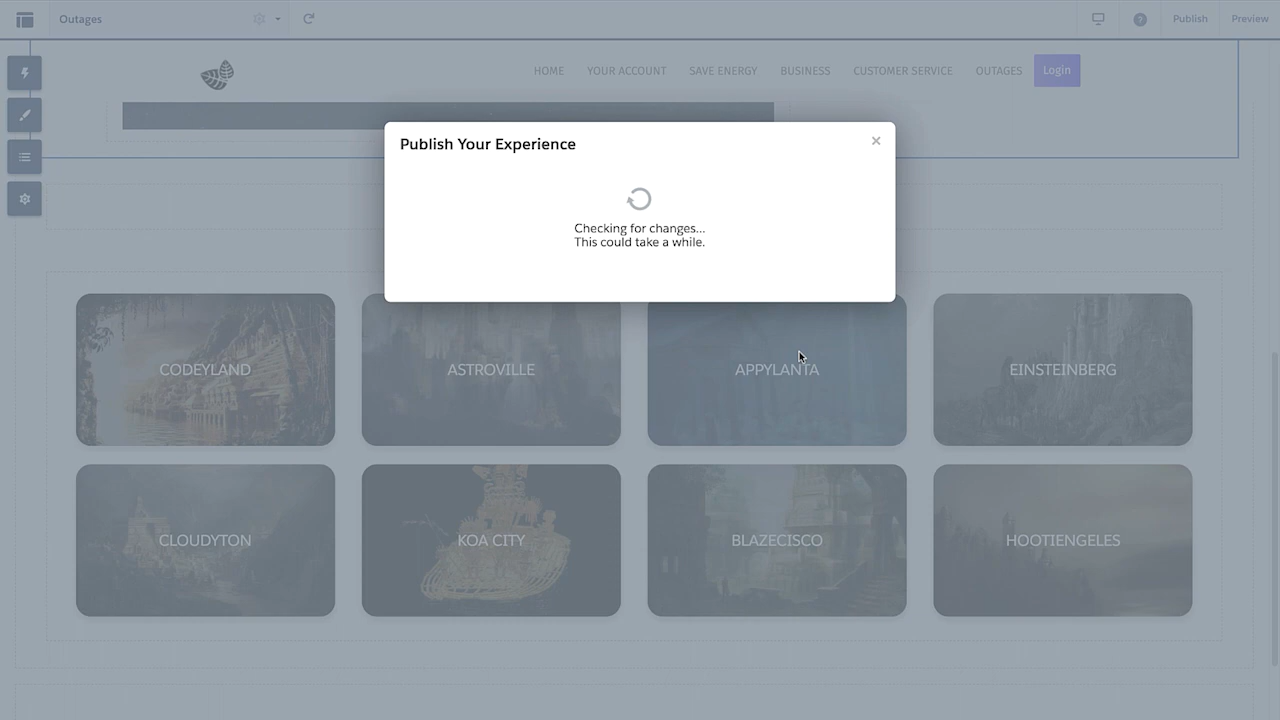 Outages
Publish
Preview
HOME
YOUR ACCOUNT
SAVE ENERGY
BUSINESS
CUSTOMER SERVICE
OUTAGES
Login
Publish Your Experience
Checking for changes...
This could take a while.
CODEYLAND
ASTROVILLE
APPYLANTA
EINSTEINBERG
CLOUDYTON
KOA CITY
BLAZECISCO
HOOTIENGELES